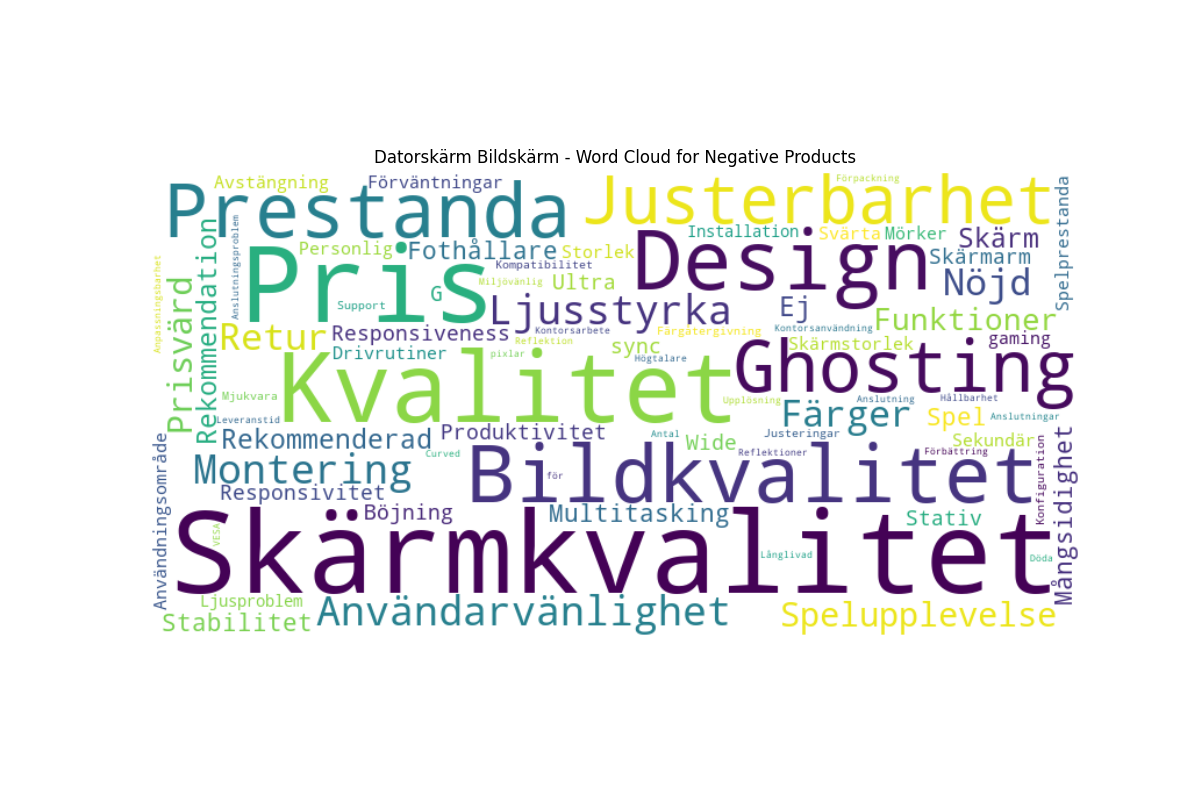 Datorskärm Bildskärm - Word Cloud for Negative Products
Förpackning
Avstängning
Förväntningar
Prestanda
Justerbarhet
Spelprestanda
Anslutningsproblem
Rekommendation
Personlig
Fothållare
Storlek
Installation
Svärta
Mörker
Skärm
Skärmarm
Pris
Design
Kompatibilitet
Miljövänlig
Ultra
Nöjd
Anpassningsbarhet
Prisvärd
Support
G
Ljusstyrka
Ej
Funktioner
Retur
Responsiveness
Kontorsarbete
Färgåtergivning
Kontorsanvändning
Reflektion
gaming
Drivrutiner
pixlar
sync
Högtalare
Skärmstorlek
Kvalitet
Ghosting
Mjukvara
Upplösning
Anslutning
Hållbarhet
Leveranstid
Färger
Spel
Anslutningar
Rekommenderad
Produktivitet
Antal
Wide
Justeringar
Sekundär
Reflektioner
Förbättring
Curved
Montering
Bildkvalitet
för
Konfiguration
Mångsidighet
Användningsområde
Responsivitet
Böjning
Multitasking
Stativ
VESA
Skärmkvalitet
Långlivad
Döda
Ljusproblem
Stabilitet
Användarvänlighet
Spelupplevelse